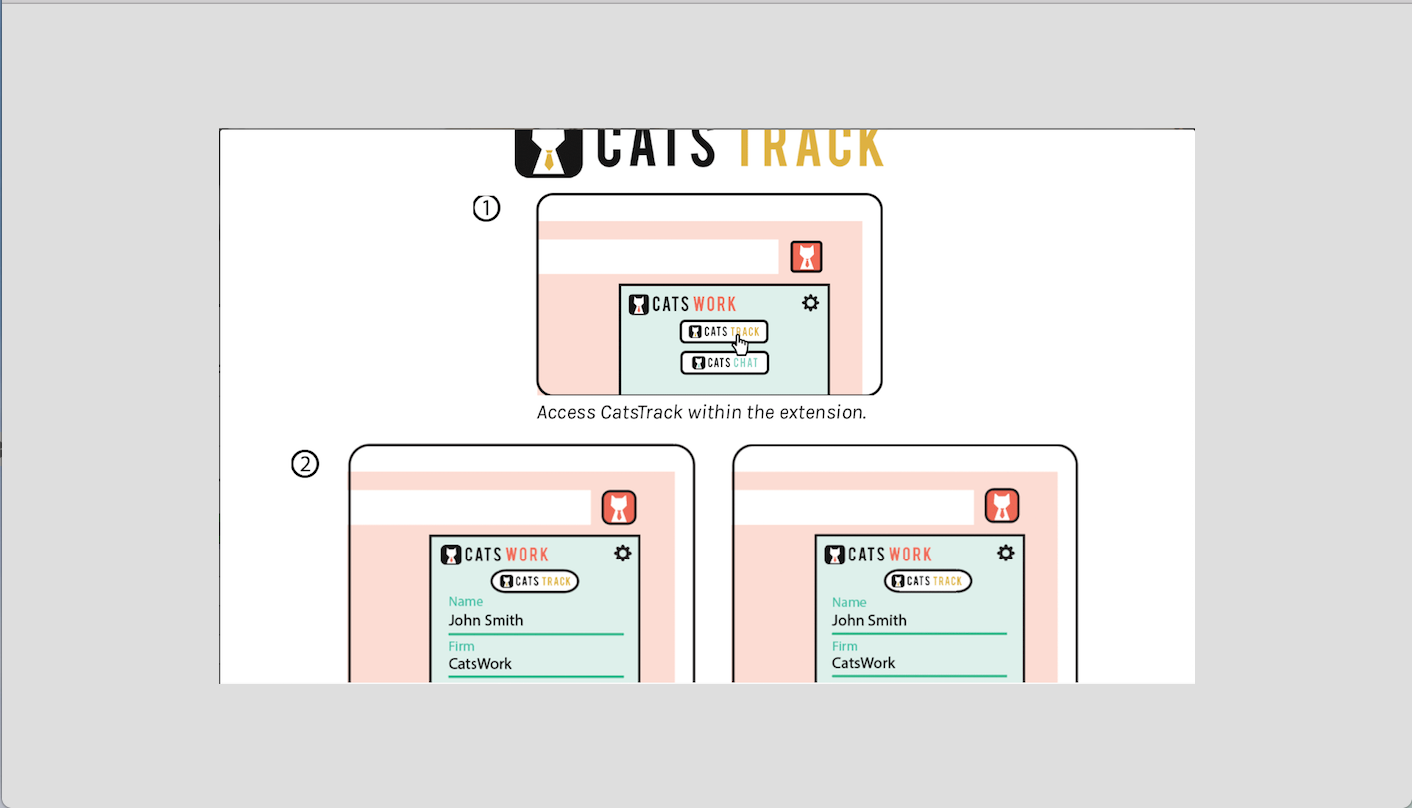 CATS TRACK
1
CATS WORK
CATS TRACK
CATS CHAT
Access CatsTrack within the extension.
2
CATS WORK
CATS TRACK
Name
John Smith
Firm
CatsWork
CATS WORK
CATS TRACK
Name
John Smith
Firm
CatsWork